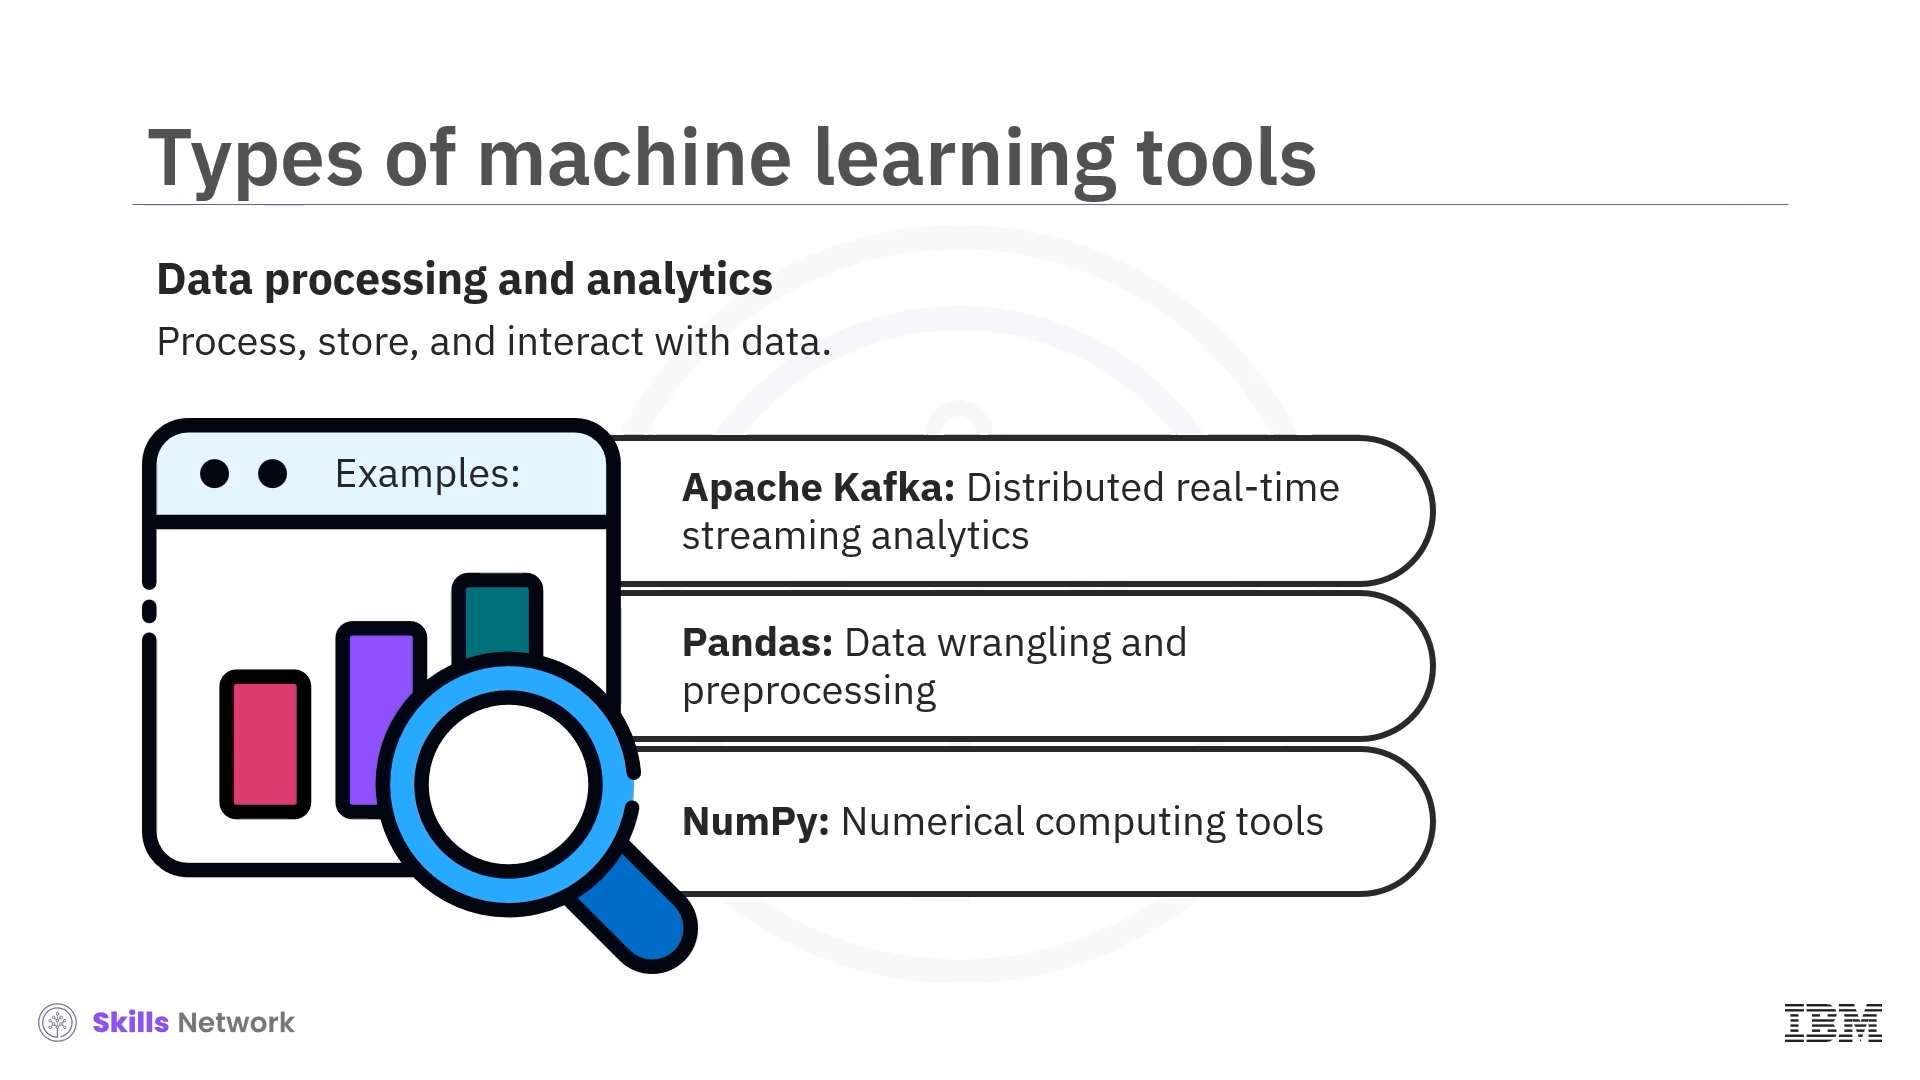 Types of machine learning tools
Data processing and analytics
Process, store, and interact with data.
Examples:
Apache Kafka: Distributed real-time
streaming analytics
Pandas: Data wrangling and
preprocessing
NumPy: Numerical computing tools
Skills Network
IBM